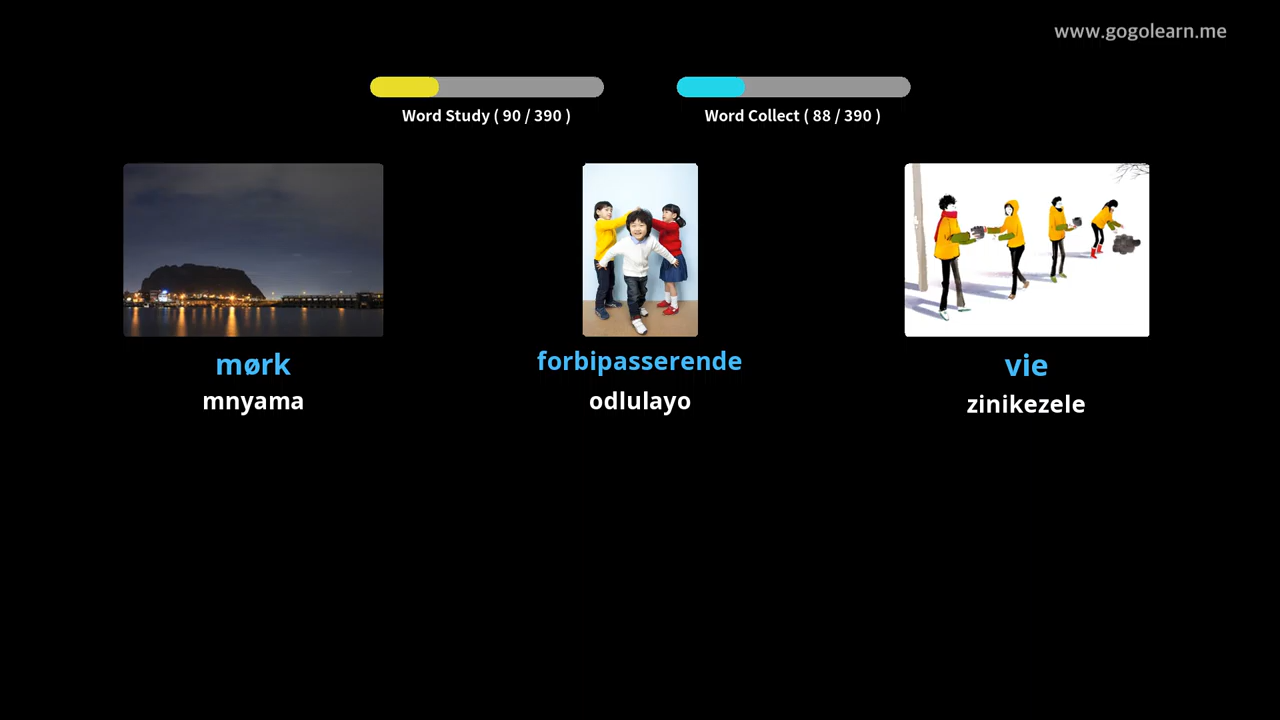 www.gogolearn.me
Word Study ( 90 / 390 )
Word Collect ( 88 / 390 )
mørk
mnyama
forbipasserende
odlulayo
vie
zinikezele